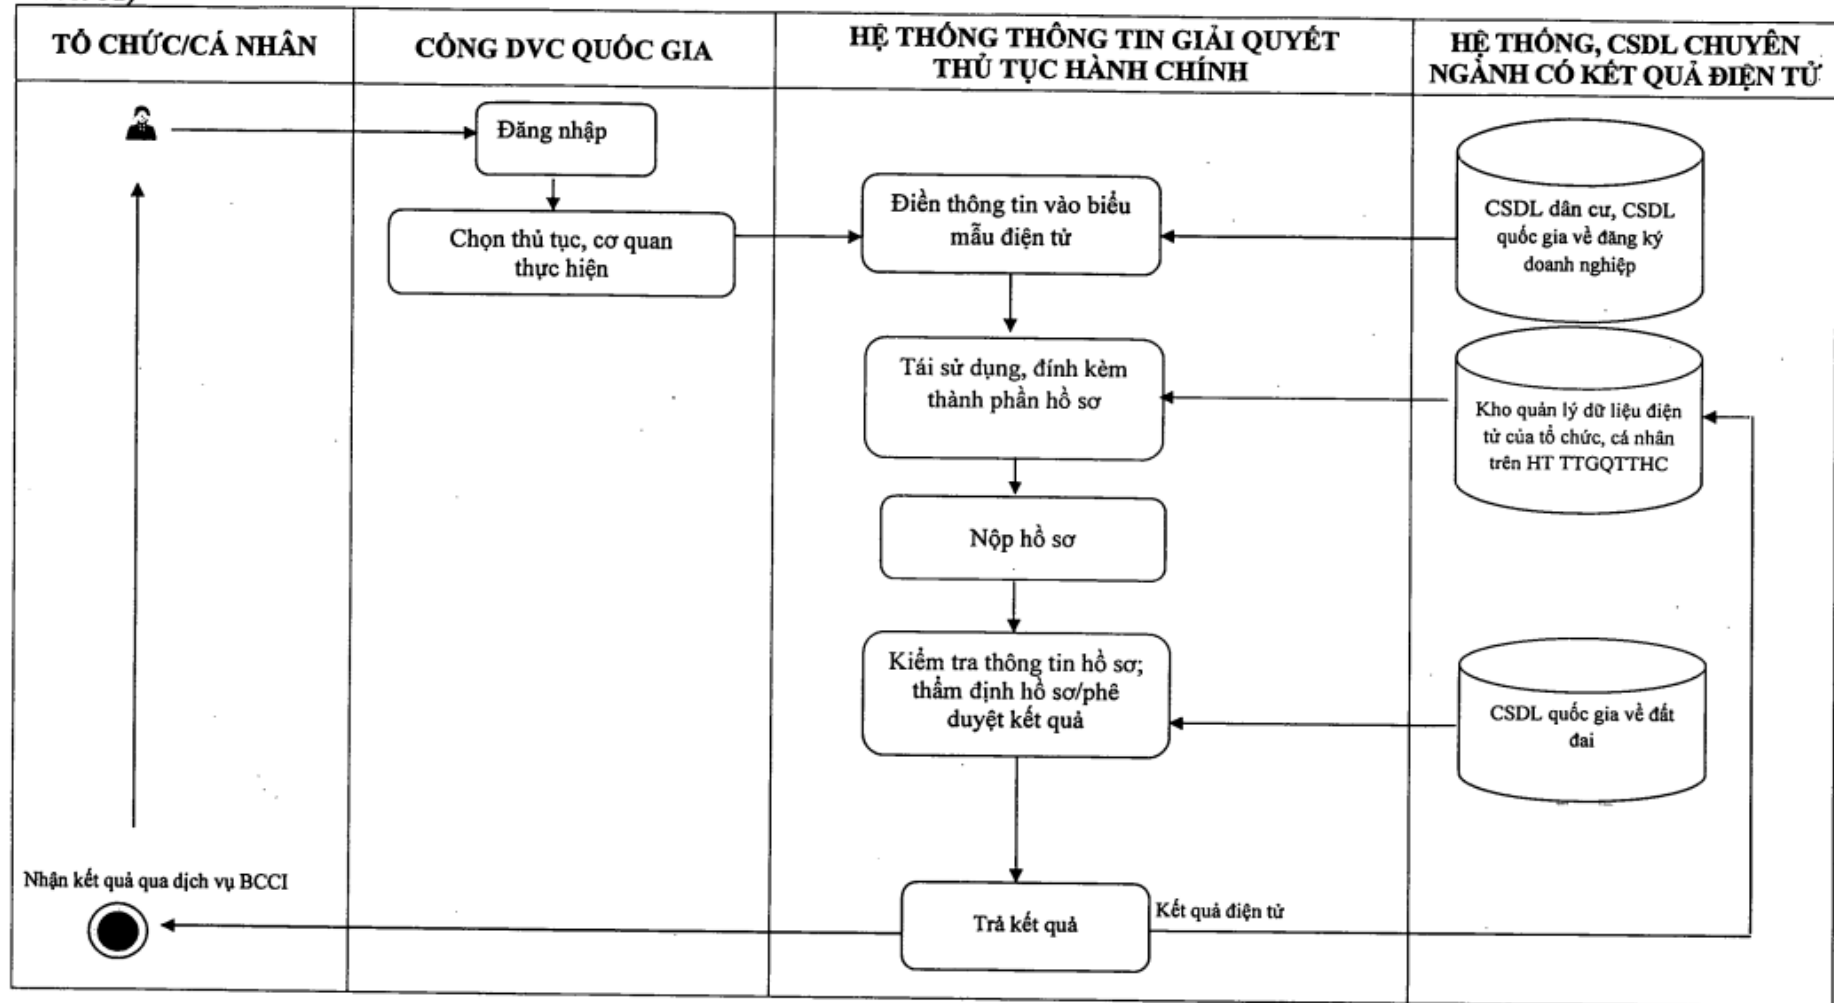 TỔ CHỨC/CÁ NHÂN
CỔNG DVC QUỐC GIA
HỆ THỐNG THÔNG TIN GIẢI QUYẾT
THỦ TỤC HÀNH CHÍNH
HỆ THỐNG, CSDL CHUYÊN
NGÀNH CÓ KẾT QUẢ ĐIỆN TỬ
Đăng nhập
Chọn thủ tục, cơ quan
thực hiện
Điền thông tin vào biểu
mẫu điện tử
CSDL dân cư, CSDL
quốc gia về đăng ký
doanh nghiệp
Tái sử dụng, đính kèm
thành phần hồ sơ
Kho quản lý dữ liệu điện
tử của tổ chức, cá nhân
trên HT TTGQTTHC
Nộp hồ sơ
Kiểm tra thông tin hồ sơ;
thẩm định hồ sơ/phê
duyệt kết quả
CSDL quốc gia về đất
đai
Nhận kết quả qua dịch vụ BCCI
Trả kết quả
Kết quả điện tử